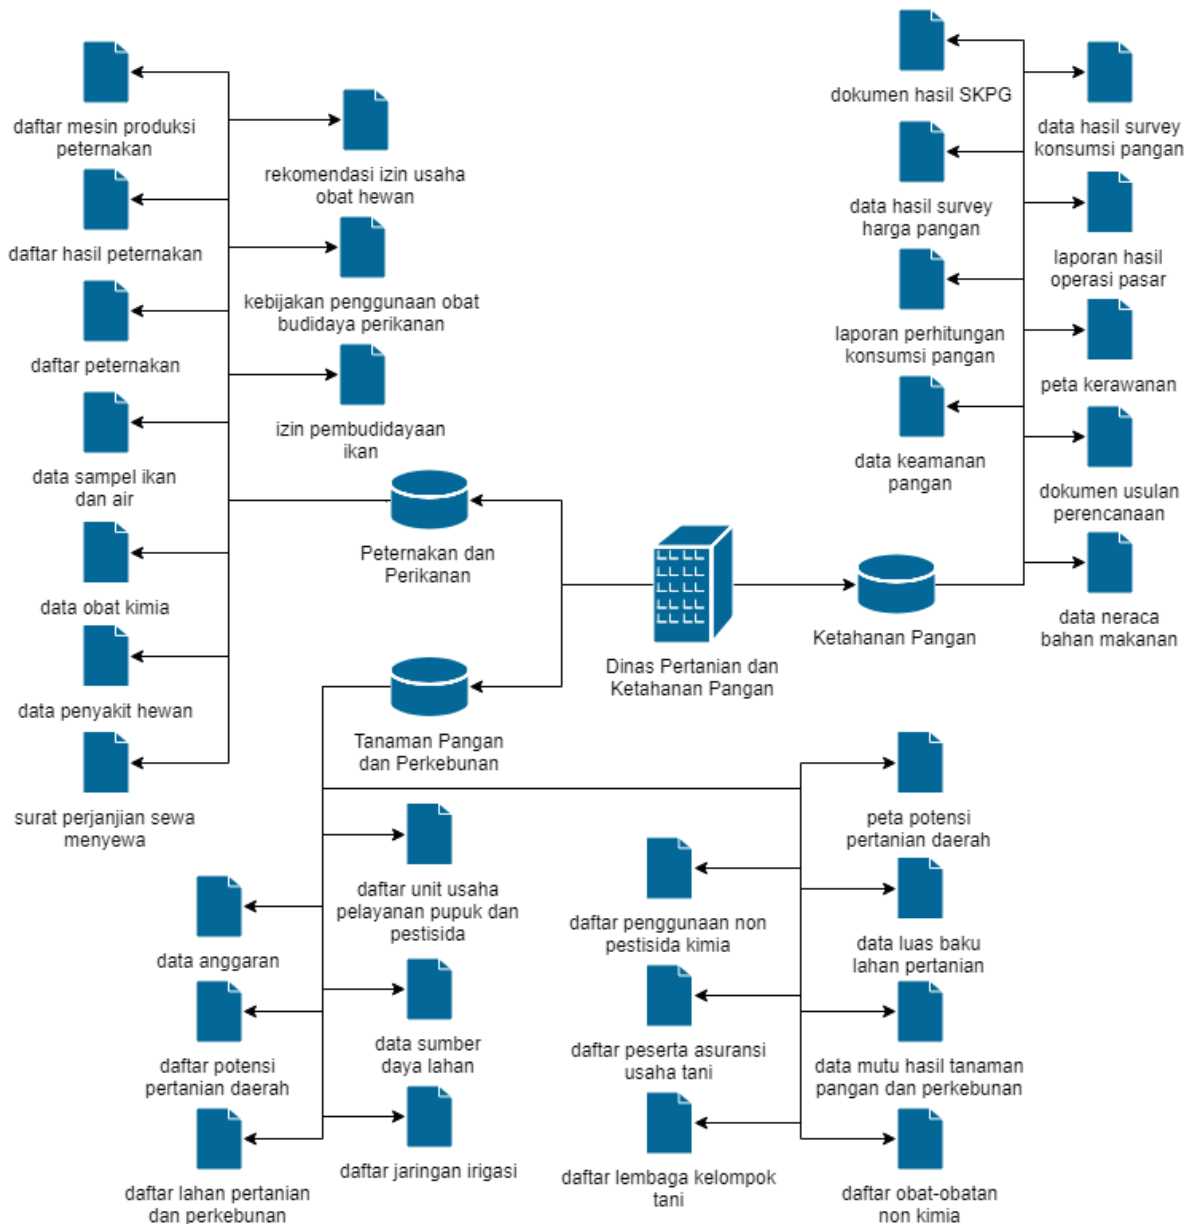 daftar mesin produksi
peternakan
rekomendasi izin usaha
obat hewan
daftar hasil peternakan
kebijakan penggunaan obat
budidaya perikanan
daftar peternakan
izin pembudidayaan
ikan
data sampel ikan
dan air
Peternakan dan
Perikanan
data obat kimia
data penyakit hewan
surat perjanjian sewa
menyewa
dokumen hasil SKPG
data hasil survey
konsumsi pangan
data hasil survey
harga pangan
laporan hasil
operasi pasar
laporan perhitungan
konsumsi pangan
peta kerawanan
data keamanan
pangan
dokumen usulan
perencanaan
data neraca
bahan makanan
Ketahanan Pangan
Dinas Pertanian dan
Ketahanan Pangan
Tanaman Pangan
dan Perkebunan
daftar unit usaha
pelayanan pupuk dan
pestisida
data anggaran
data sumber
daya lahan
daftar potensi
pertanian daerah
daftar jaringan irigasi
daftar lahan pertanian
dan perkebunan
peta potensi
pertanian daerah
daftar penggunaan non
pestisida kimia
data luas baku
lahan pertanian
daftar peserta asuransi
usaha tani
data mutu hasil tanaman
pangan dan perkebunan
daftar lembaga kelompok
tani
daftar obat-obatan
non kimia